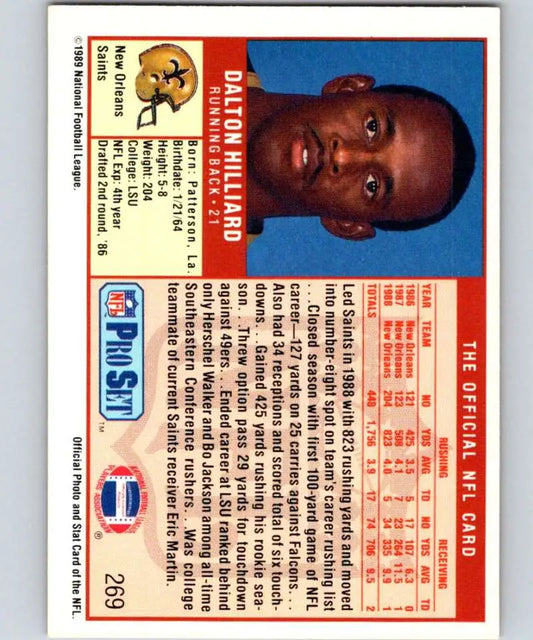 THE OFFICIAL NFL CARD
RUSHING RECEIVING
YEAR TEAM NO YDS AVG TD NO YDS AVG TD
1986 New Orleans 121 425 3.5 5 17 107 6.3 0
1987 New Orleans 123 508 4.1 7 23 264 11.5 1
1988 New Orleans 204 823 4.0 5 34 335 9.9 1
TOTALS 448 1,756 3.9 17 74 706 9.5 2
Led Saints in 1988 with 823 rushing yards and moved
into number-eight spot on team's career rushing list
. . .Closed season with first 100-yard game of NFL
career—127 yards on 25 carries against Falcons. . .
Also had 34 receptions and scored total of six touch-
downs. . .Gained 425 yards rushing his rookie sea-
son. . .Threw option pass 29 yards for touchdown
against 49ers. . .Ended career at LSU ranked behind
only Herschel Walker and Bo Jackson among all-time
Southeastern Conference rushers. . .Was college
teammate of current Saints receiver Eric Martin.
DALTON HILLIARD
RUNNING BACK • 21
New Orleans
Saints
Born: Patterson, La.
Birthdate: 1/21/64
Height: 5-8
Weight: 204
College: LSU
NFL Exp: 4th year
Drafted 2nd round, '86
NFL
PRO SET
™
®
269
©1989 National Football League.
Official Photo and Stat Card of the NFL.